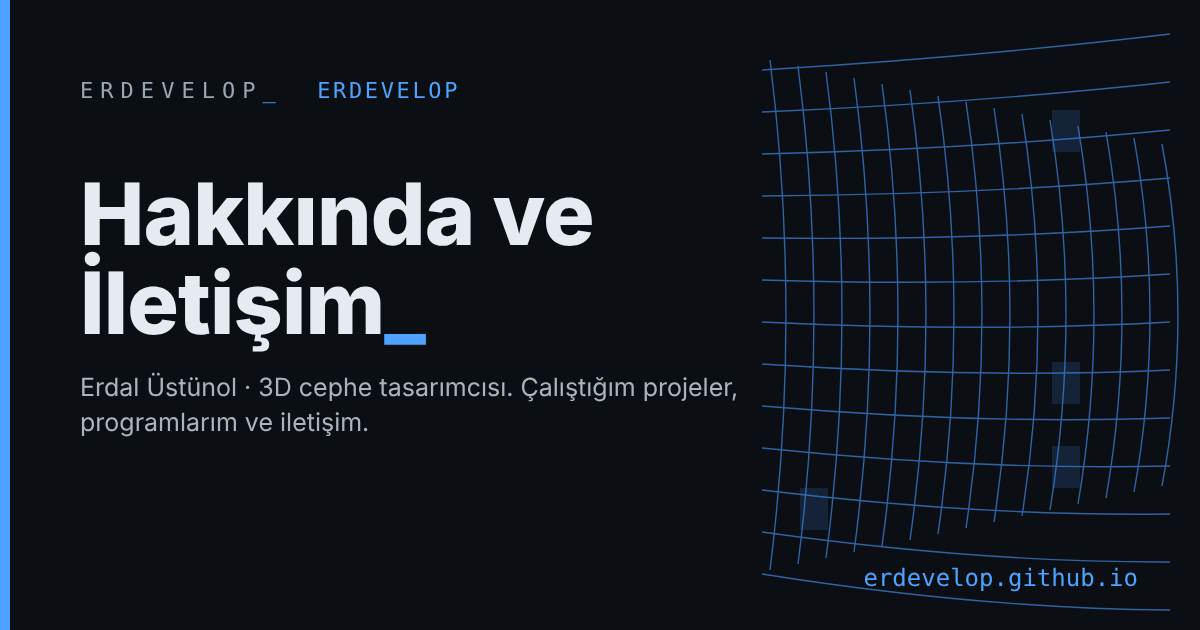 ERDEVELOP_ ERDEVELOP
Hakkında ve
İletişim_
Erdal Üstünol · 3D cephe tasarımcısı. Çalıştığım projeler,
programlarım ve iletişim.
erdevelop.github.io